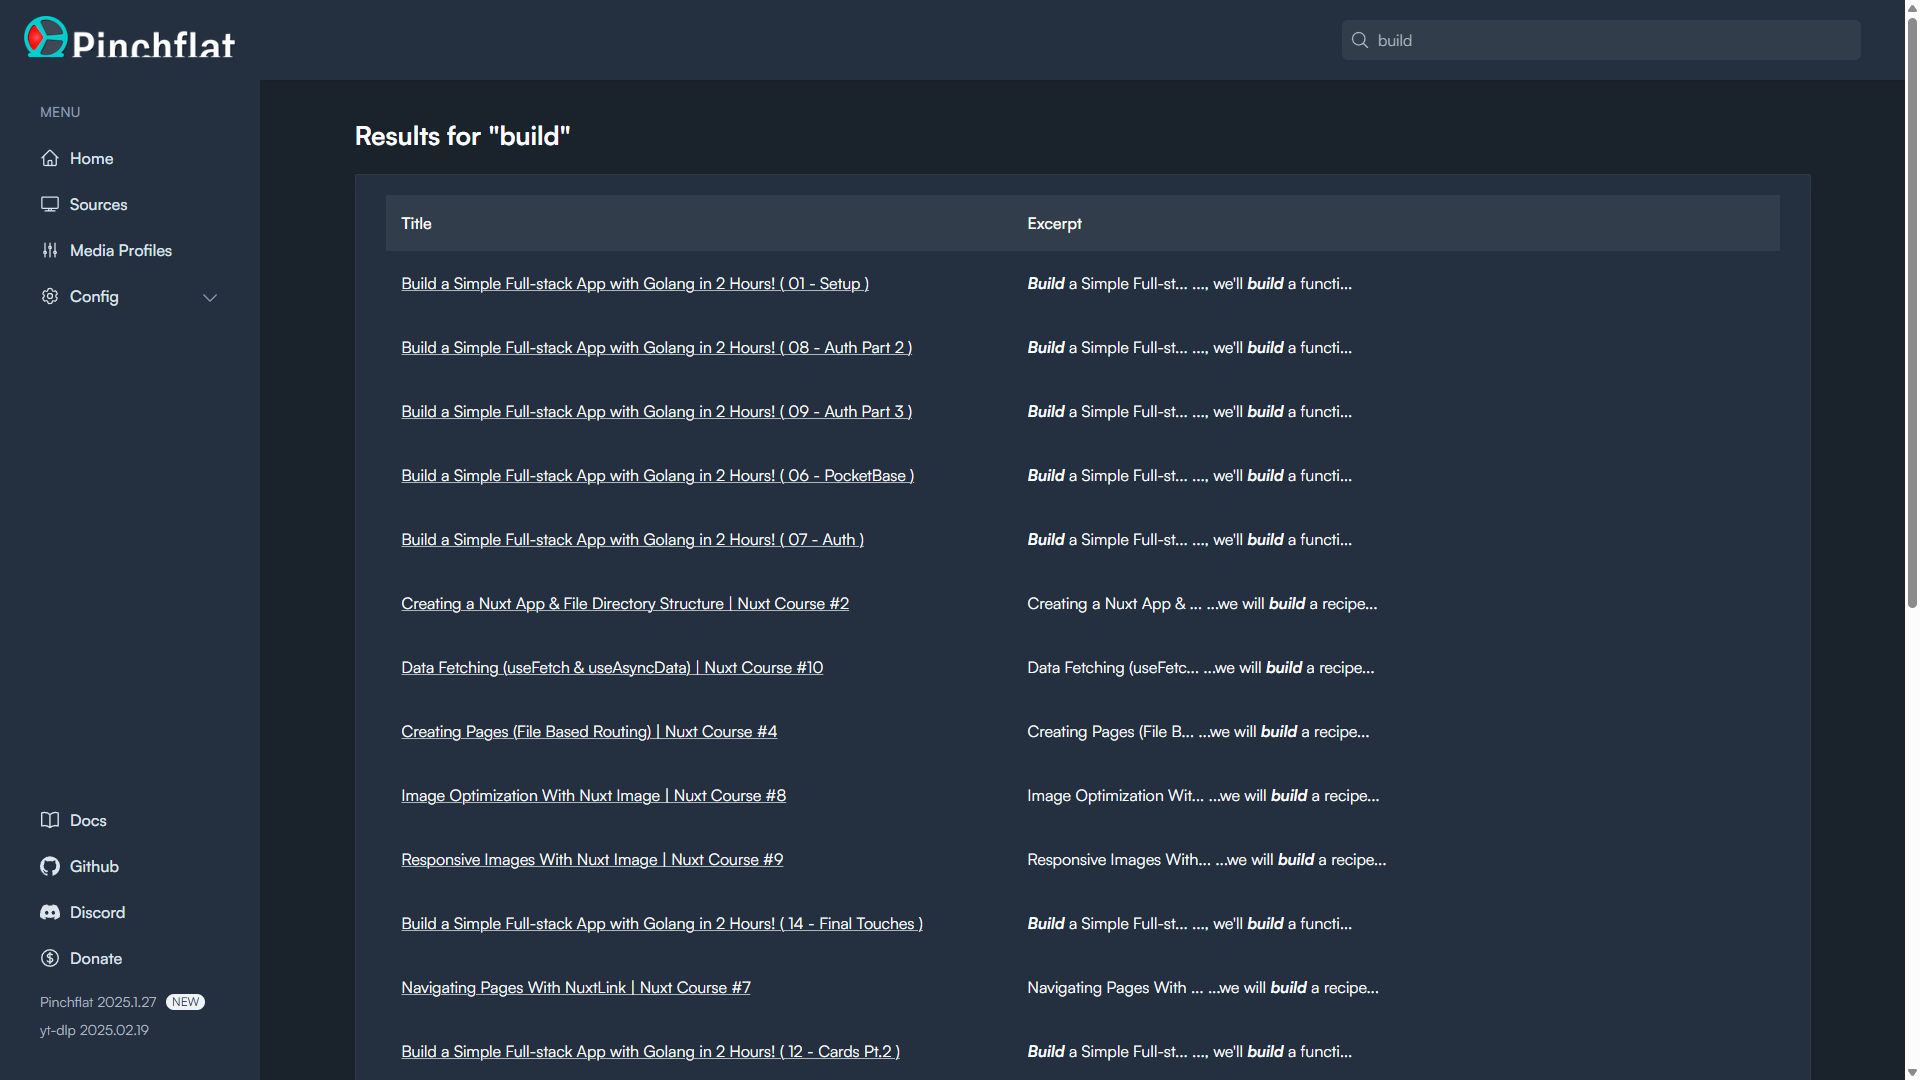 Pinchflat
build
MENU
Home
Sources
Media Profiles
Config
Results for "build"
Title Excerpt
Build a Simple Full-stack App with Golang in 2 Hours! ( 01 - Setup ) Build a Simple Full-st... ..., we'll build a functi...
Build a Simple Full-stack App with Golang in 2 Hours! ( 08 - Auth Part 2 ) Build a Simple Full-st... ..., we'll build a functi...
Build a Simple Full-stack App with Golang in 2 Hours! ( 09 - Auth Part 3 ) Build a Simple Full-st... ..., we'll build a functi...
Build a Simple Full-stack App with Golang in 2 Hours! ( 06 - PocketBase ) Build a Simple Full-st... ..., we'll build a functi...
Build a Simple Full-stack App with Golang in 2 Hours! ( 07 - Auth ) Build a Simple Full-st... ..., we'll build a functi...
Creating a Nuxt App & File Directory Structure | Nuxt Course #2 Creating a Nuxt App & ... ...we will build a recipe...
Data Fetching (useFetch & useAsyncData) | Nuxt Course #10 Data Fetching (useFetc... ...we will build a recipe...
Creating Pages (File Based Routing) | Nuxt Course #4 Creating Pages (File B... ...we will build a recipe...
Image Optimization With Nuxt Image | Nuxt Course #8 Image Optimization Wit... ...we will build a recipe...
Responsive Images With Nuxt Image | Nuxt Course #9 Responsive Images With... ...we will build a recipe...
Build a Simple Full-stack App with Golang in 2 Hours! ( 14 - Final Touches ) Build a Simple Full-st... ..., we'll build a functi...
Navigating Pages With NuxtLink | Nuxt Course #7 Navigating Pages With ... ...we will build a recipe...
Build a Simple Full-stack App with Golang in 2 Hours! ( 12 - Cards Pt.2 ) Build a Simple Full-st... ..., we'll build a functi...
Docs
Github
Discord
Donate
Pinchflat 2025.1.27 NEW
yt-dlp 2025.02.19